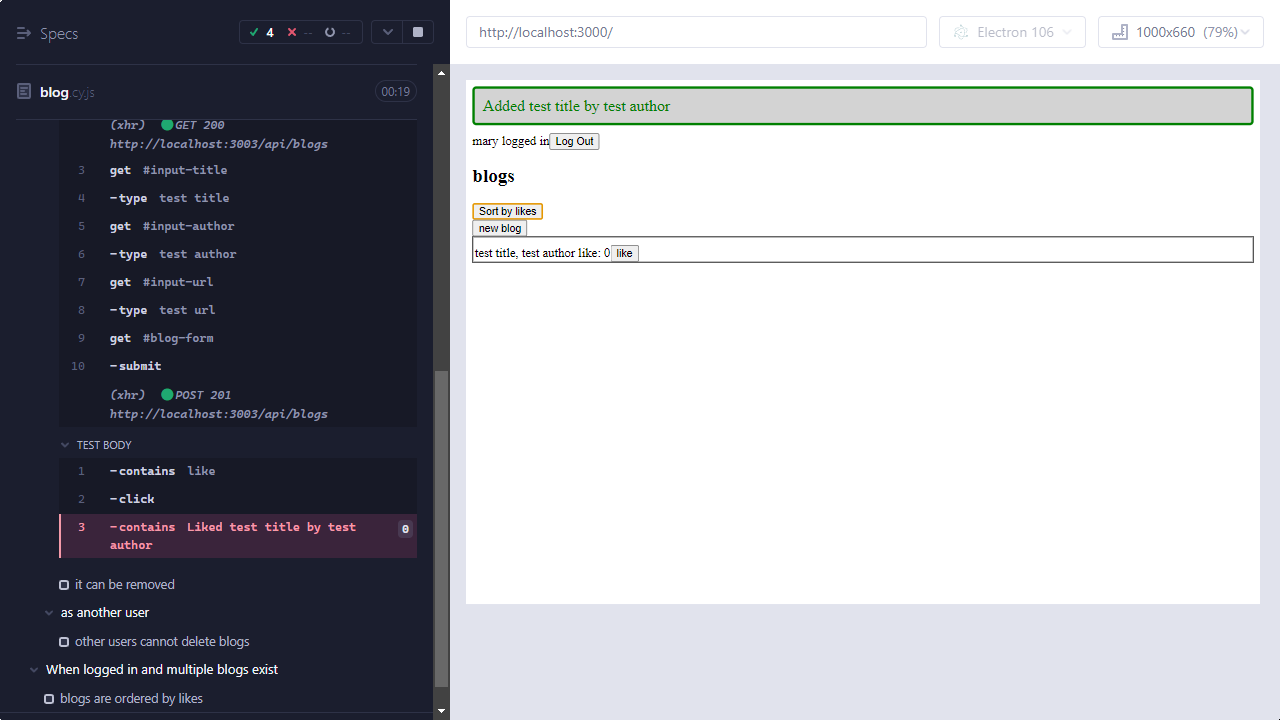 Specs
4
--
--
blog.cy.js
00:19
(xhr) GET 200
http://localhost:3003/api/blogs
3 get #input-title
4 -type test title
5 get #input-author
6 -type test author
7 get #input-url
8 -type test url
9 get #blog-form
10 -submit
(xhr) POST 201
http://localhost:3003/api/blogs
TEST BODY
1 -contains like
2 -click
3 -contains Liked test title by test
author
0
it can be removed
as another user
other users cannot delete blogs
When logged in and multiple blogs exist
blogs are ordered by likes
http://localhost:3000/
Electron 106
1000x660 (79%)
Added test title by test author
mary logged in Log Out
blogs
Sort by likes
new blog
test title, test author like: 0 like